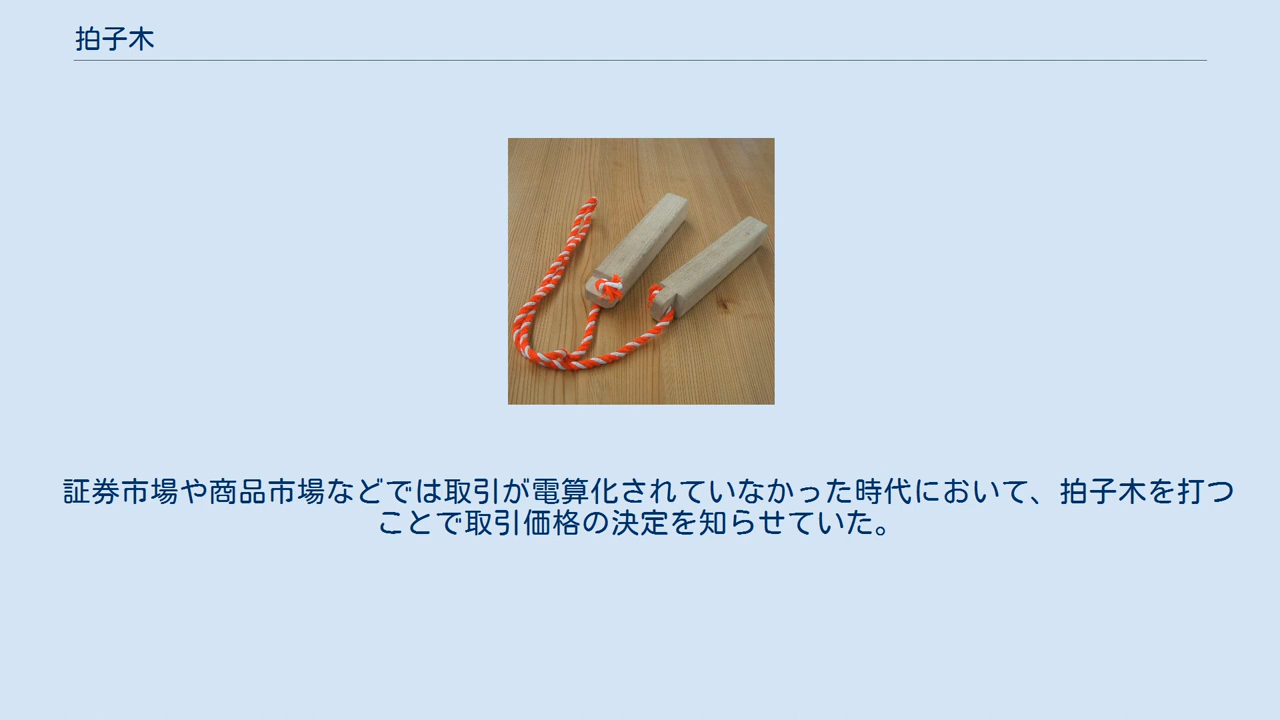 拍子木
証券市場や商品市場などでは取引が電算化されていなかった時代において、拍子木を打つ
ことで取引価格の決定を知らせていた。